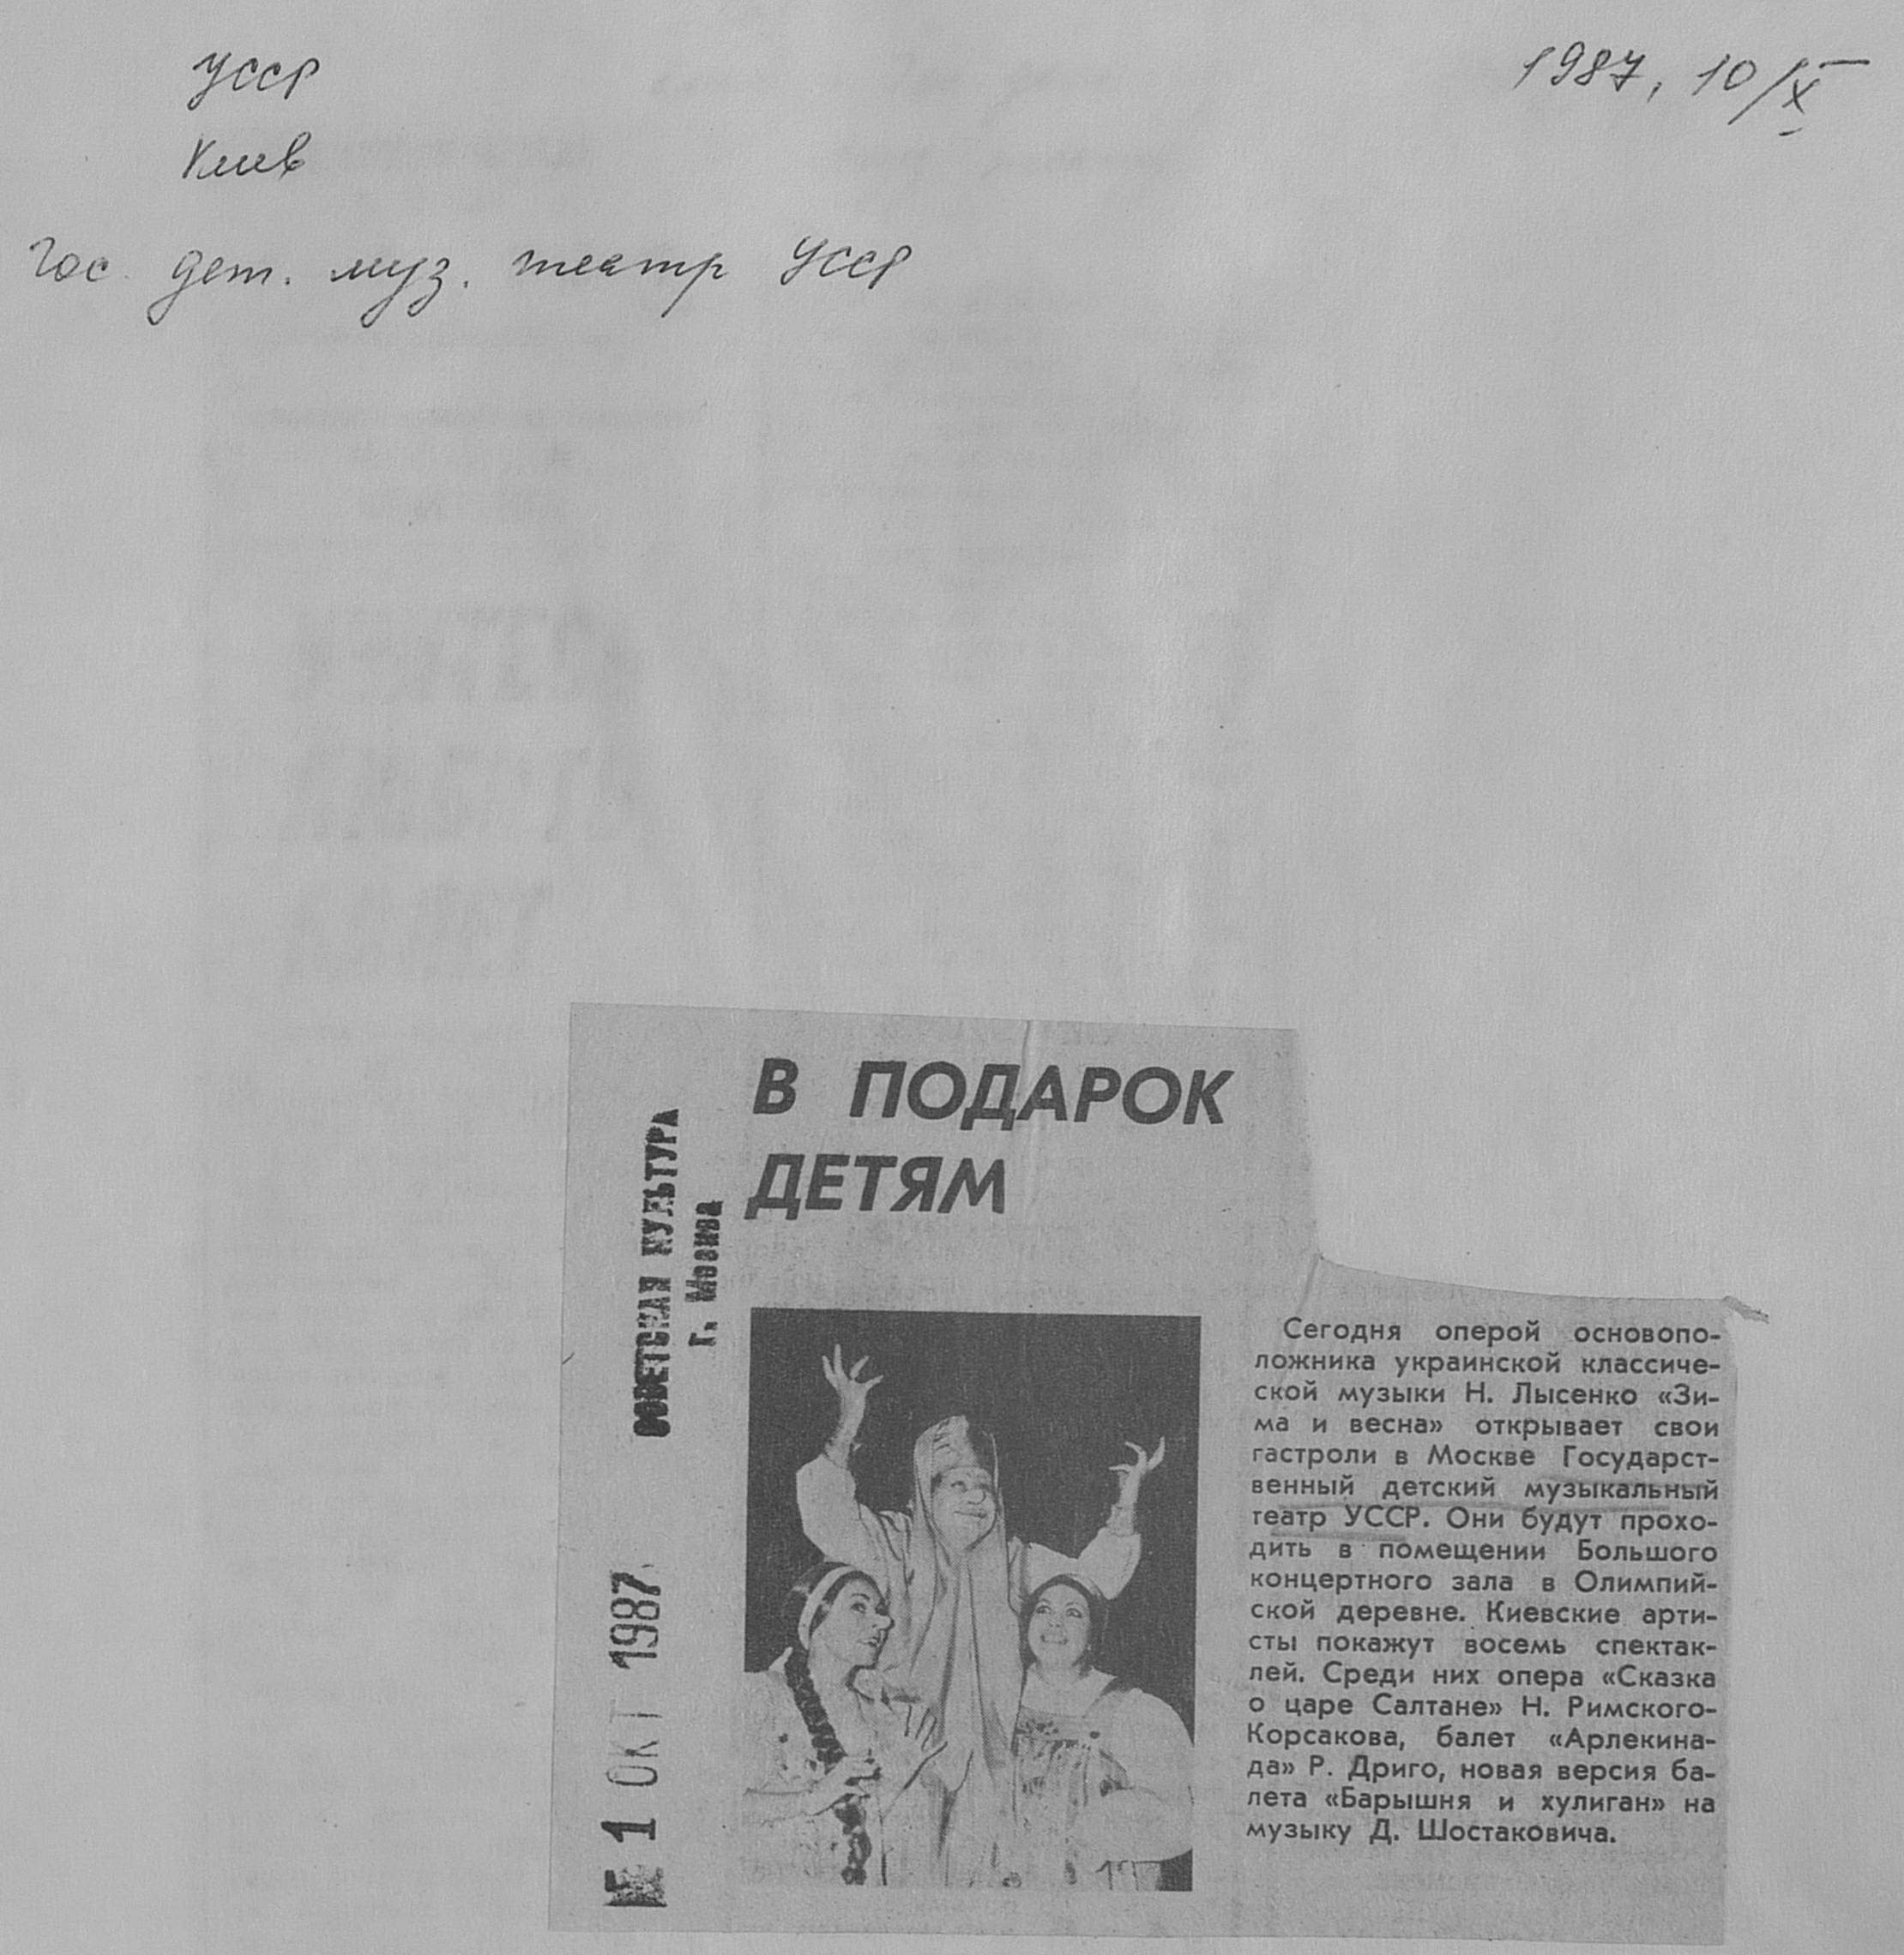 УССР
1987, 10/X
Киев
Гос. дет. муз. театр УССР
В ПОДАРОК
ДЕТЯМ
СОВЕТСКАЯ КУЛЬТУРА
г. Москва
1 ОКТ 1987
Сегодня оперой основопо-
ложника украинской классиче-
ской музыки Н. Лысенко «Зи-
ма и весна» открывает свои
гастроли в Москве Государст-
венный детский музыкальный
театр УССР. Они будут прохо-
дить в помещении Большого
концертного зала в Олимпий-
ской деревне. Киевские арти-
сты покажут восемь спектак-
лей. Среди них опера «Сказка
о царе Салтане» Н. Римского-
Корсакова, балет «Арлекина-
да» Р. Дриго, новая версия ба-
лета «Барышня и хулиган» на
музыку Д. Шостаковича.